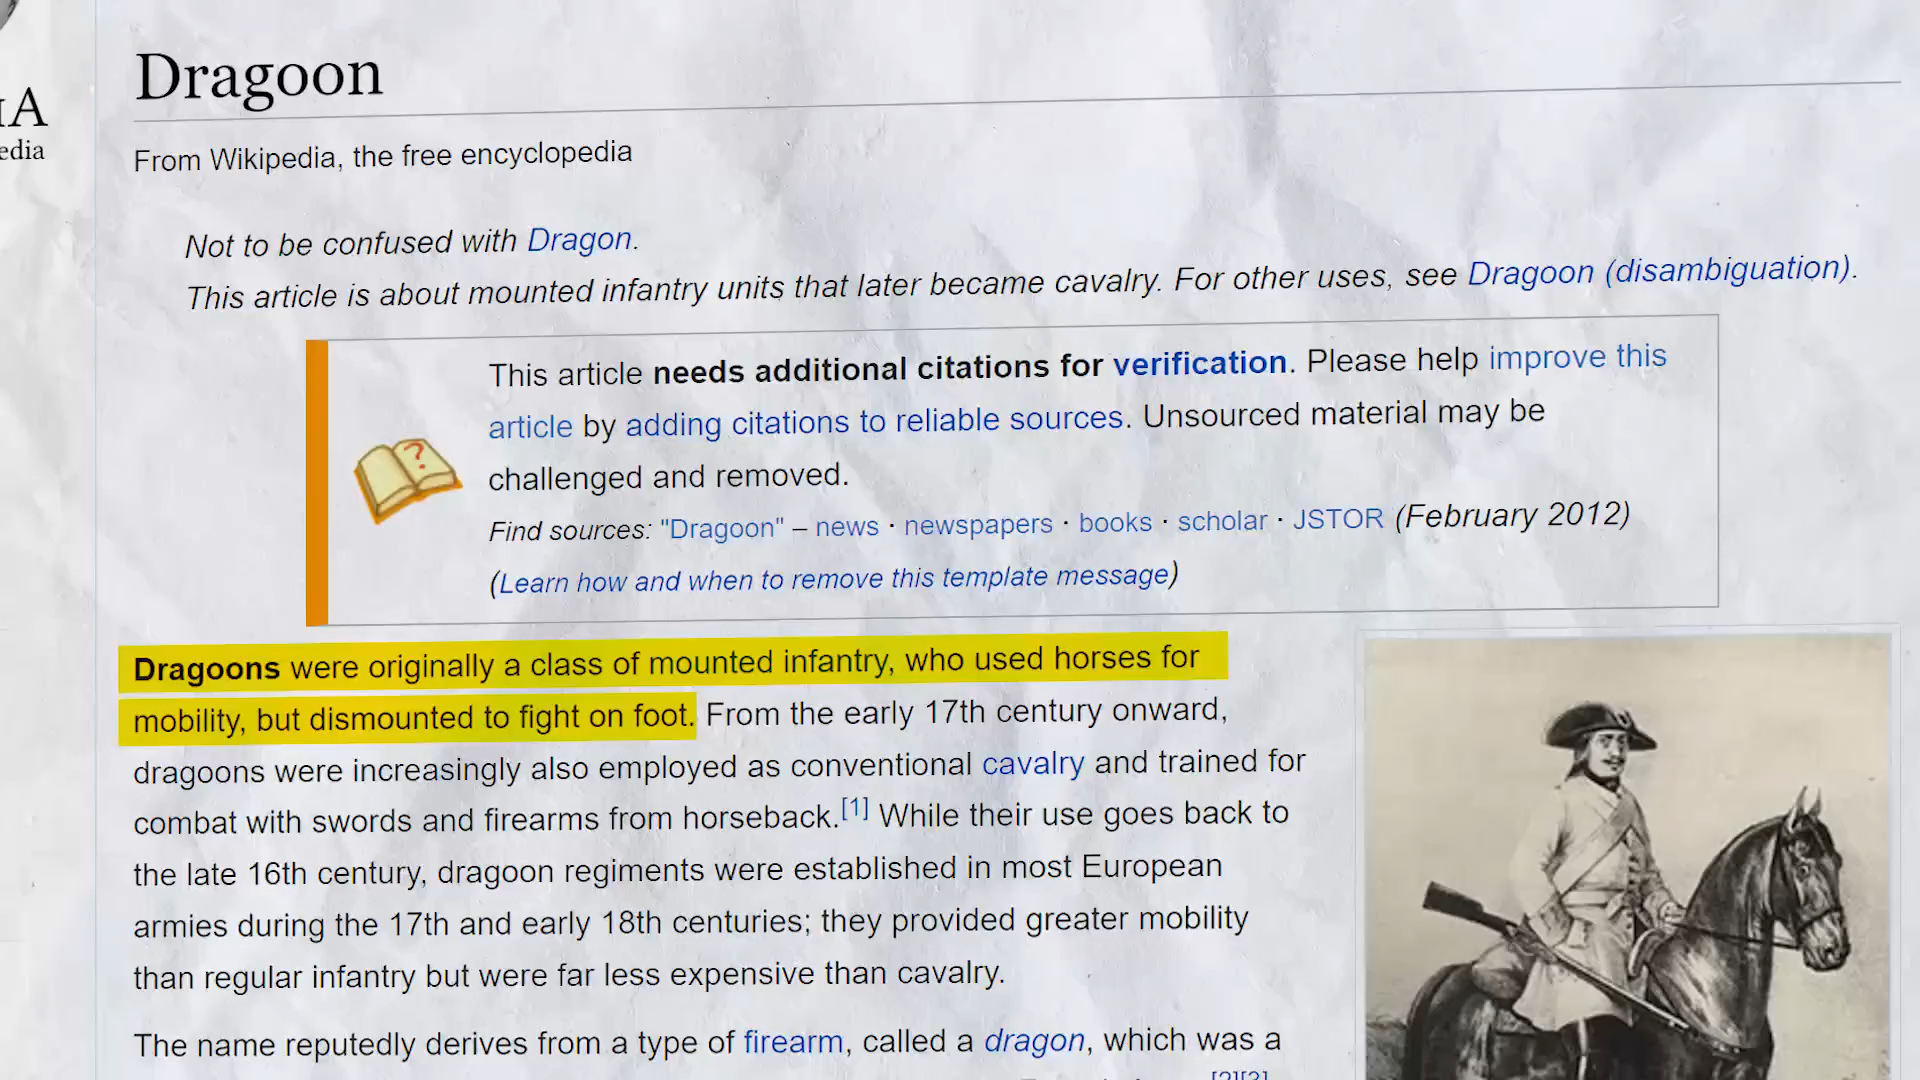 IA
edia
Dragoon
From Wikipedia, the free encyclopedia
Not to be confused with Dragon.
This article is about mounted infantry units that later became cavalry. For other uses, see Dragoon (disambiguation).
This article needs additional citations for verification. Please help improve this
article by adding citations to reliable sources. Unsourced material may be
challenged and removed.
Find sources: "Dragoon" – news · newspapers · books · scholar · JSTOR (February 2012)
(Learn how and when to remove this template message)
Dragoons were originally a class of mounted infantry, who used horses for
mobility, but dismounted to fight on foot. From the early 17th century onward,
dragoons were increasingly also employed as conventional cavalry and trained for
combat with swords and firearms from horseback.[1] While their use goes back to
the late 16th century, dragoon regiments were established in most European
armies during the 17th and early 18th centuries; they provided greater mobility
than regular infantry but were far less expensive than cavalry.
The name reputedly derives from a type of firearm, called a dragon, which was a